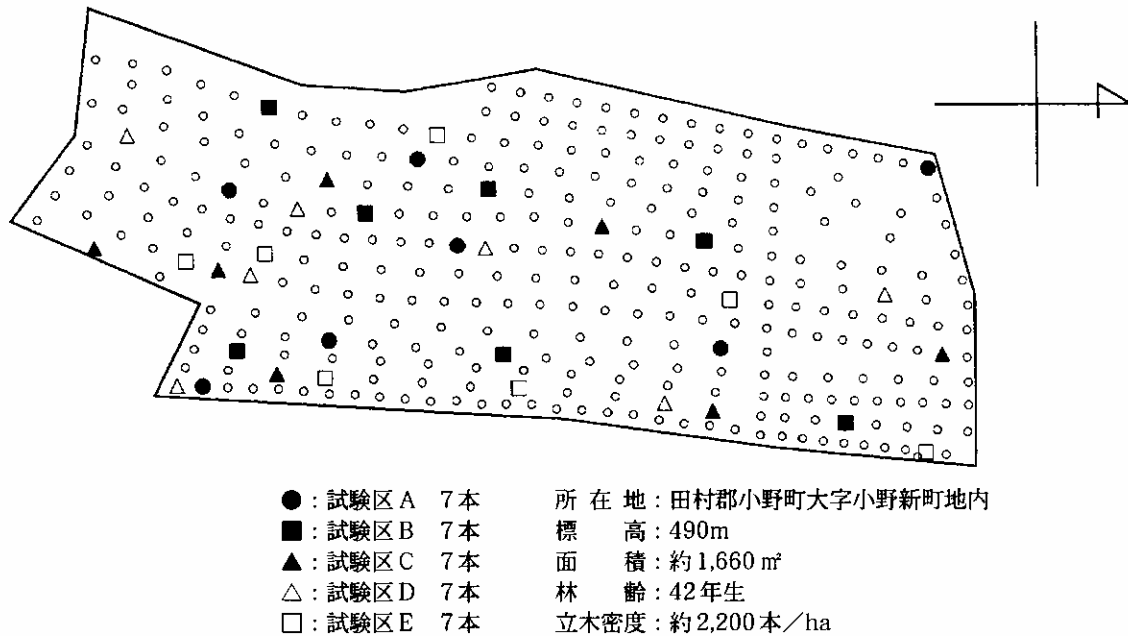 ●：試験区A 7本 所在地：田村郡小野町大字小野新町地内
■：試験区B 7本 標高：490m
▲：試験区C 7本 面積：約1,660㎡
△：試験区D 7本 林齢：42年生
□：試験区E 7本 立木密度：約2,200本／ha